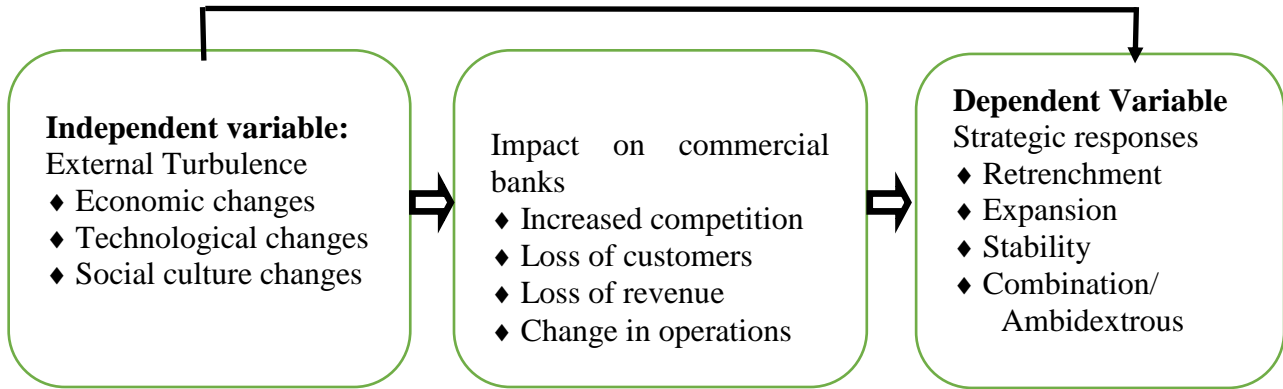 Independent variable:
External Turbulence
♦ Economic changes
♦ Technological changes
♦ Social culture changes
Impact on commercial
banks
♦ Increased competition
♦ Loss of customers
♦ Loss of revenue
♦ Change in operations
Dependent Variable
Strategic responses
♦ Retrenchment
♦ Expansion
♦ Stability
♦ Combination/
Ambidextrous